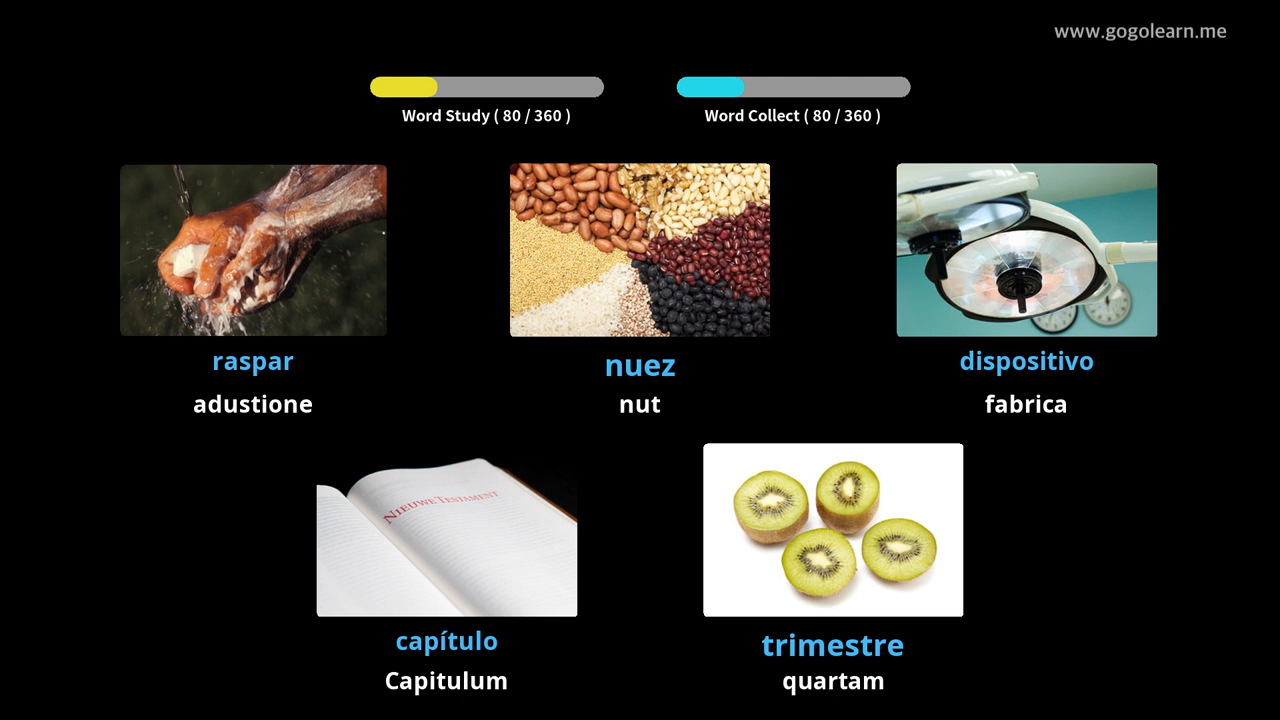 www.gogolearn.me
Word Study ( 80 / 360 )
Word Collect ( 80 / 360 )
raspar
nuez
dispositivo
adustione
nut
fabrica
NIEUWE TESTAMENT
capítulo
trimestre
Capitulum
quartam